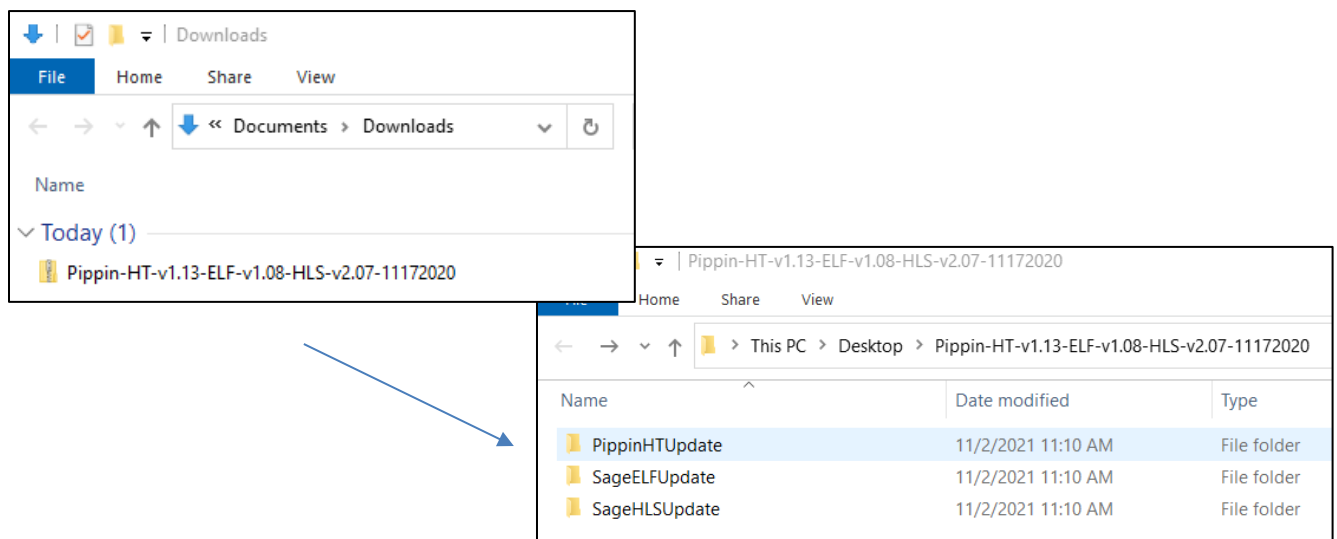 Downloads
File Home Share View
« Documents > Downloads
Name
Today (1)
Pippin-HT-v1.13-ELF-v1.08-HLS-v2.07-11172020
Pippin-HT-v1.13-ELF-v1.08-HLS-v2.07-11172020
File Home Share View
> This PC > Desktop > Pippin-HT-v1.13-ELF-v1.08-HLS-v2.07-11172020
Name Date modified Type
PippinHTUpdate 11/2/2021 11:10 AM File folder
SageELFUpdate 11/2/2021 11:10 AM File folder
SageHLSUpdate 11/2/2021 11:10 AM File folder